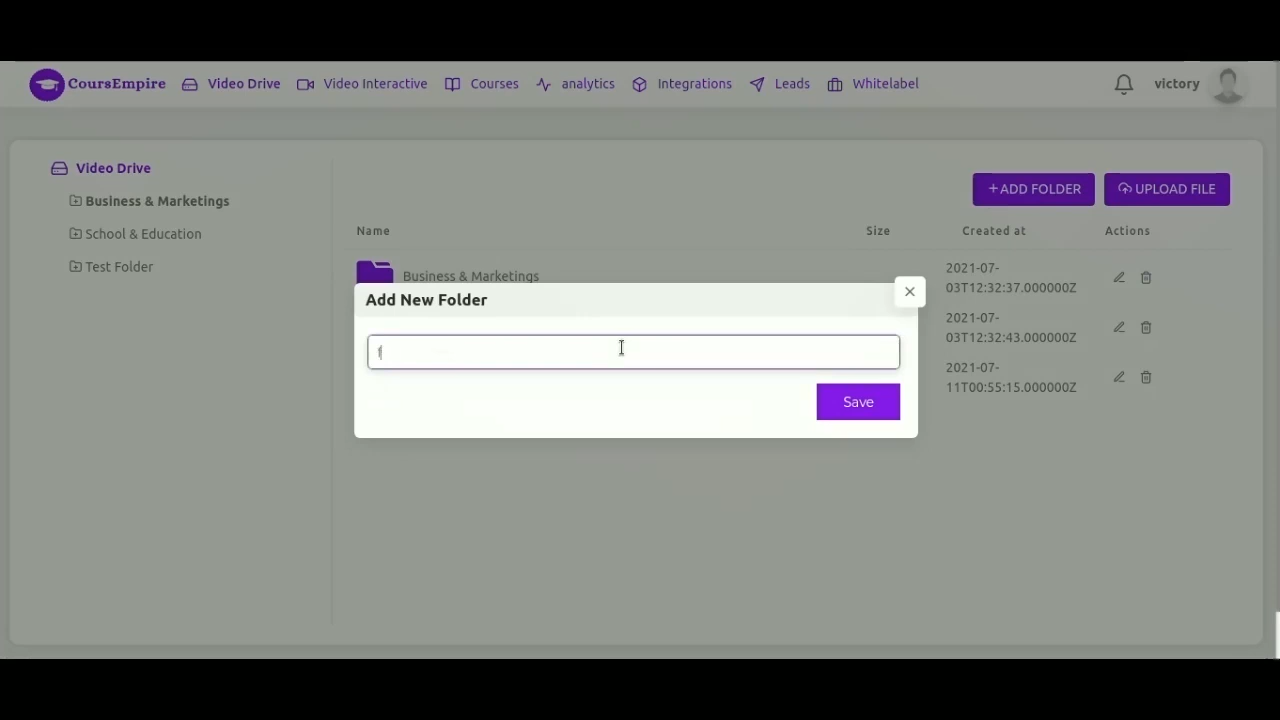 CoursEmpire Video Drive Video Interactive Courses analytics Integrations Leads Whitelabel victory
Video Drive
Business & Marketings
School & Education
Test Folder
+ADD FOLDER UPLOAD FILE
Name Size Created at Actions
Business & Marketings
2021-07-
03T12:32:37.000000Z
2021-07-
03T12:32:43.000000Z
2021-07-
11T00:55:15.000000Z
Add New Folder
Save